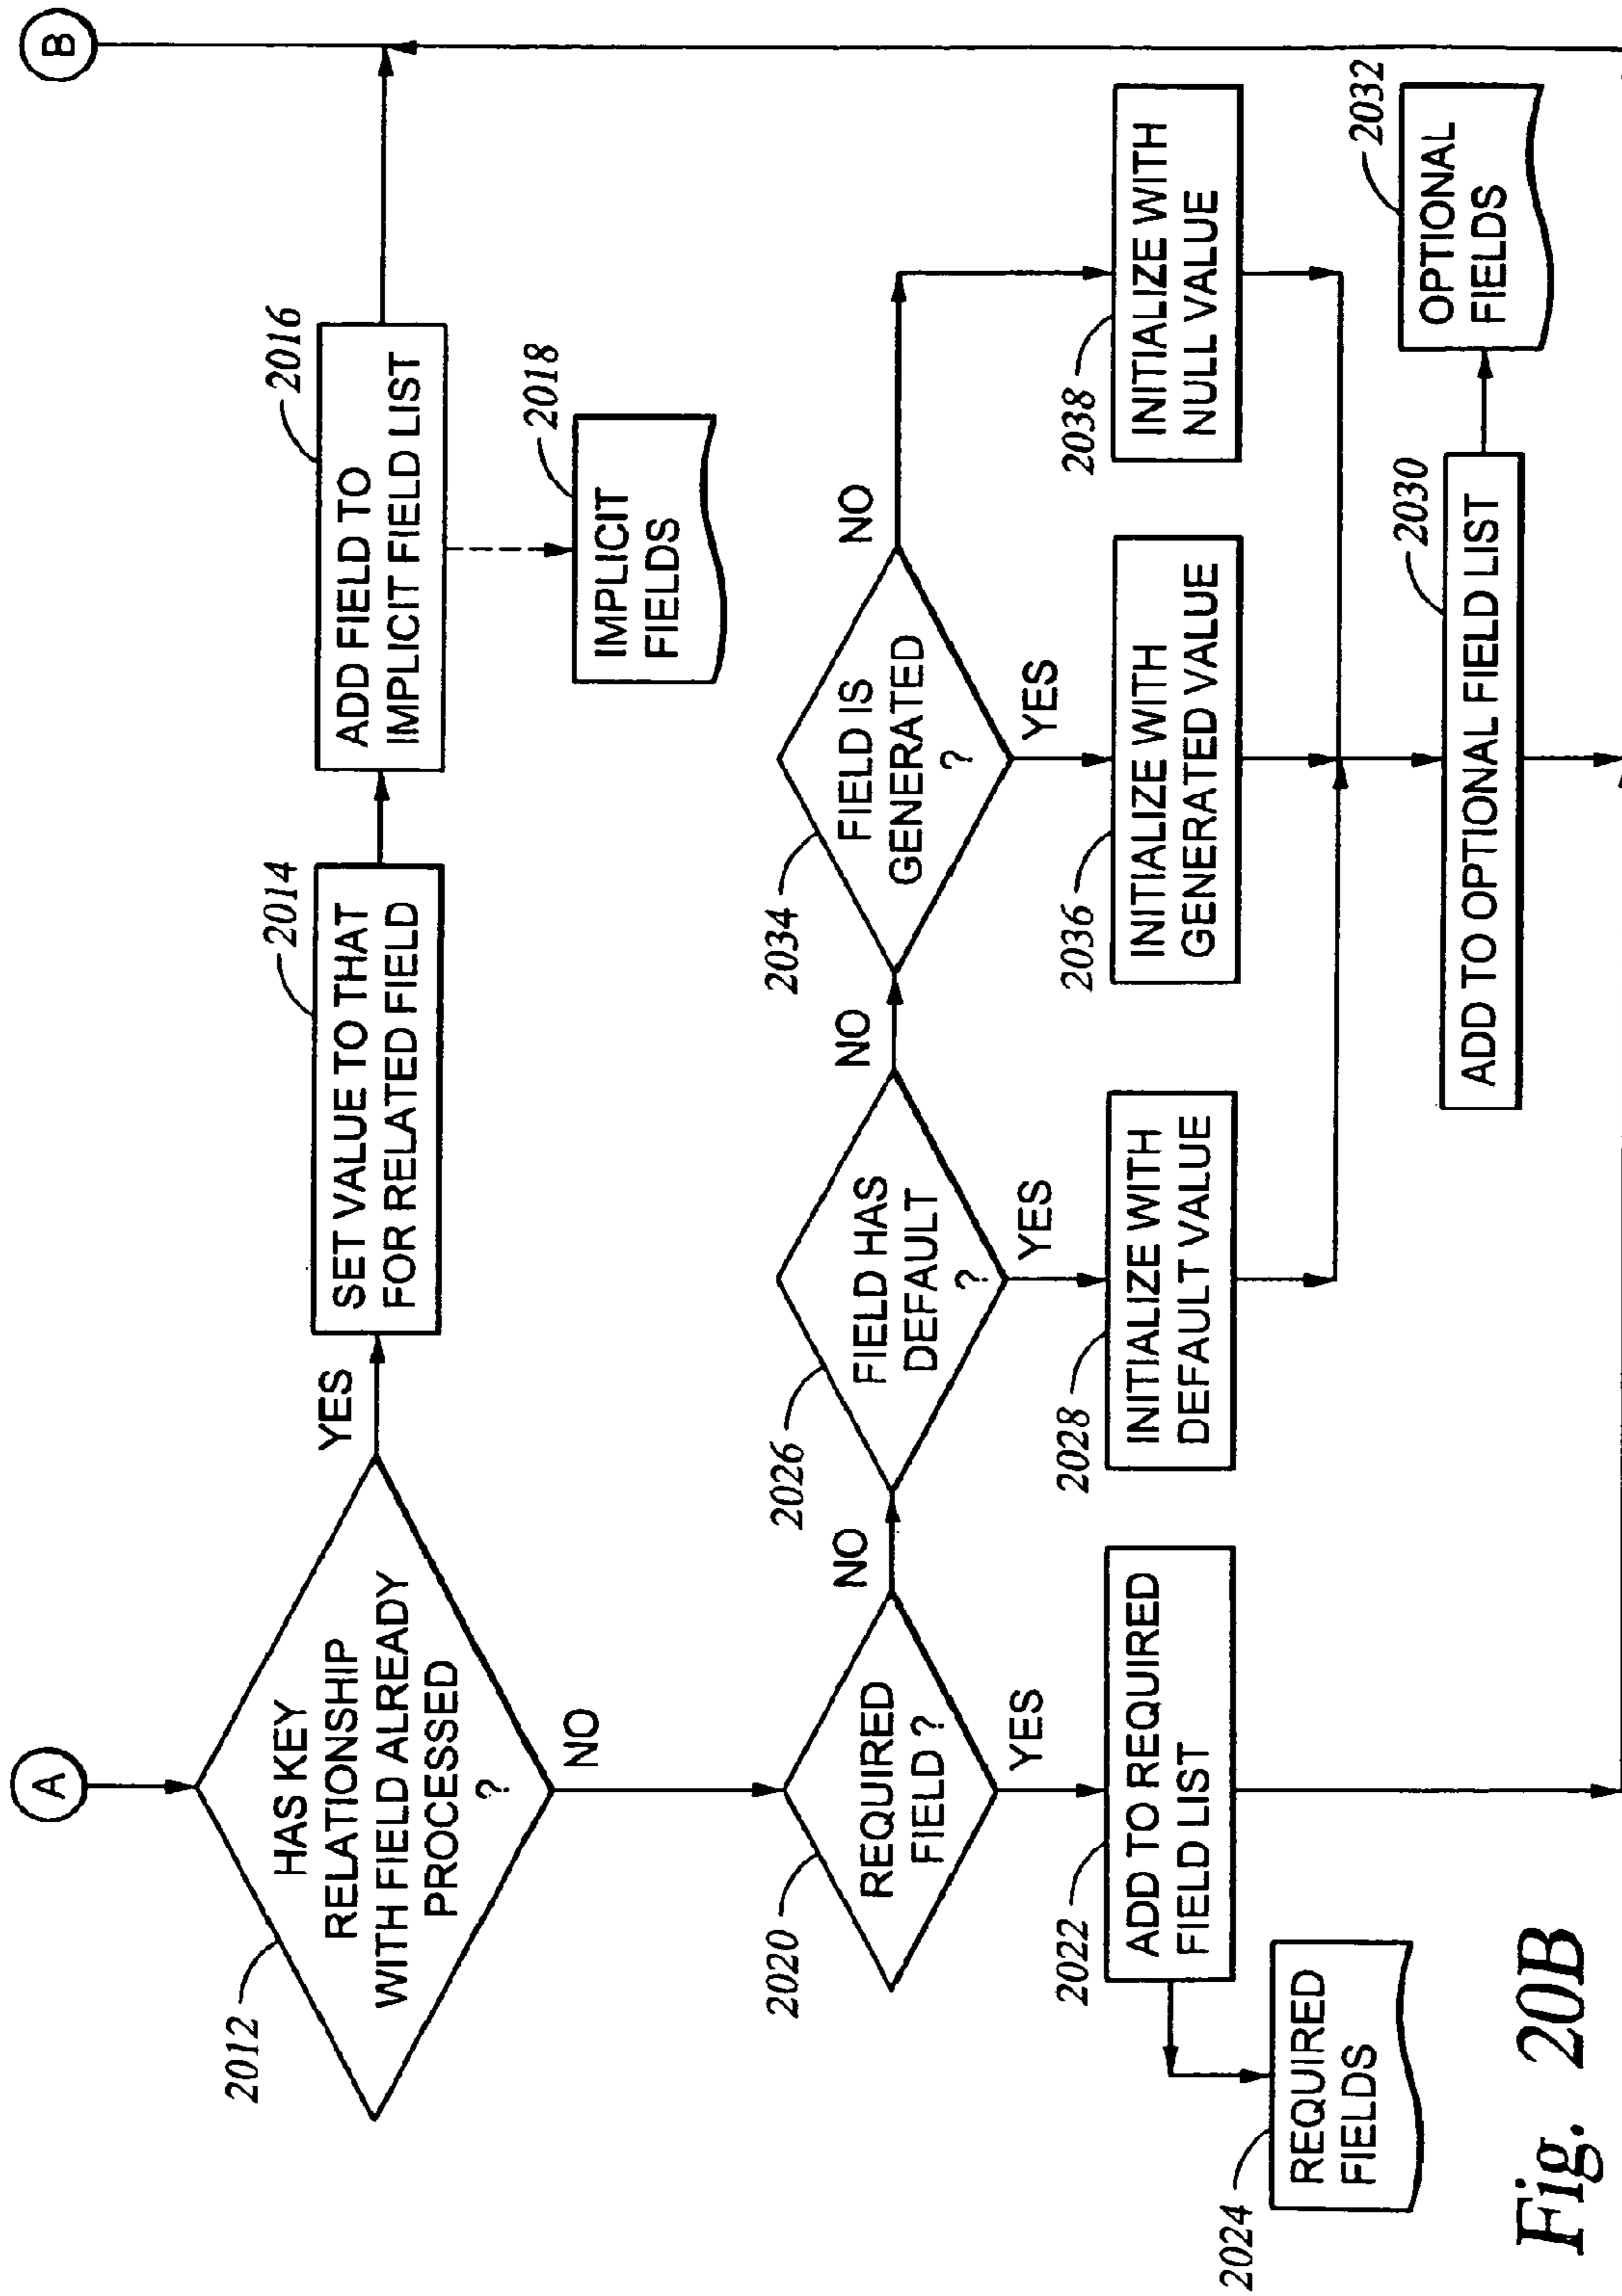 A
B
2012
HAS KEY
RELATIONSHIP
WITH FIELD ALREADY
PROCESSED
?
YES
NO
2014
SET VALUE TO THAT
FOR RELATED FIELD
2016
ADD FIELD TO
IMPLICIT FIELD LIST
2018
IMPLICIT
FIELDS
2020
REQUIRED
FIELD ?
NO
YES
2026
FIELD HAS
DEFAULT
?
NO
YES
2034
FIELD IS
GENERATED
?
NO
YES
2022
ADD TO REQUIRED
FIELD LIST
2028
INITIALIZE WITH
DEFAULT VALUE
2036
INITIALIZE WITH
GENERATED VALUE
2038
INITIALIZE WITH
NULL VALUE
2024
REQUIRED
FIELDS
2030
ADD TO OPTIONAL FIELD LIST
2032
OPTIONAL
FIELDS
Fig. 20B